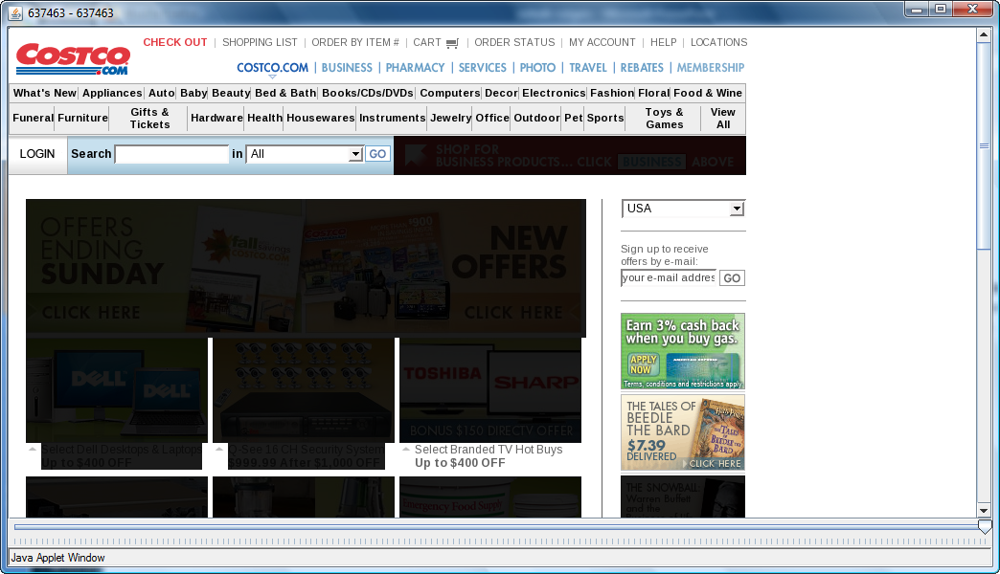 637463 - 637463
COSTCO
.COM
CHECK OUT | SHOPPING LIST | ORDER BY ITEM # | CART | ORDER STATUS | MY ACCOUNT | HELP | LOCATIONS
COSTCO.COM | BUSINESS | PHARMACY | SERVICES | PHOTO | TRAVEL | REBATES | MEMBERSHIP
What's New Appliances Auto Baby Beauty Bed & Bath Books/CDs/DVDs Computers Decor Electronics Fashion Floral Food & Wine
Funeral Furniture Gifts & Tickets Hardware Health Housewares Instruments Jewelry Office Outdoor Pet Sports Toys & Games View All
LOGIN Search in All GO
SHOP FOR
BUSINESS PRODUCTS... CLICK BUSINESS ABOVE
OFFERS
ENDING
SUNDAY
CLICK HERE
fall
savings
costco.com
COSTCO
$900
NEW
OFFERS
CLICK HERE
DELL
DELL
TOSHIBA
SHARP
BONUS $150 DIRECTV OFFER
Select Dell Desktops & Laptops
Up to $400 OFF
Q-See 16 CH Security System
$999.99 After $1,000 OFF
Select Branded TV Hot Buys
Up to $400 OFF
Emergency Food Supply
USA
Sign up to receive
offers by e-mail:
your e-mail addres GO
Earn 3% cash back
when you buy gas.
APPLY
NOW
AMERICAN EXPRESS
Terms, conditions and restrictions apply.
THE TALES OF
BEEDLE
THE BARD
$7.39
DELIVERED
CLICK HERE
THE SNOWBALL:
Warren Buffett
and the
Java Applet Window